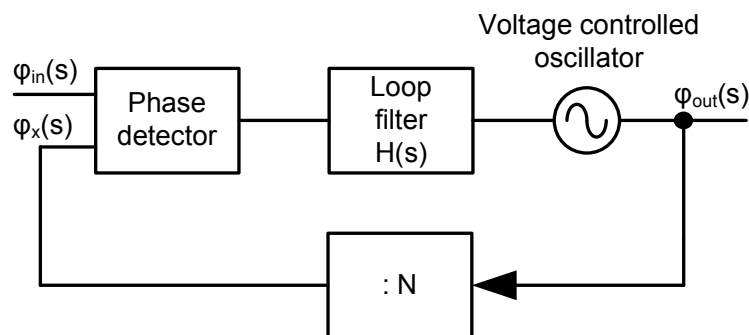 Voltage controlled
oscillator
φin(s)
φx(s)
Phase
detector
Loop
filter
H(s)
φout(s)
: N